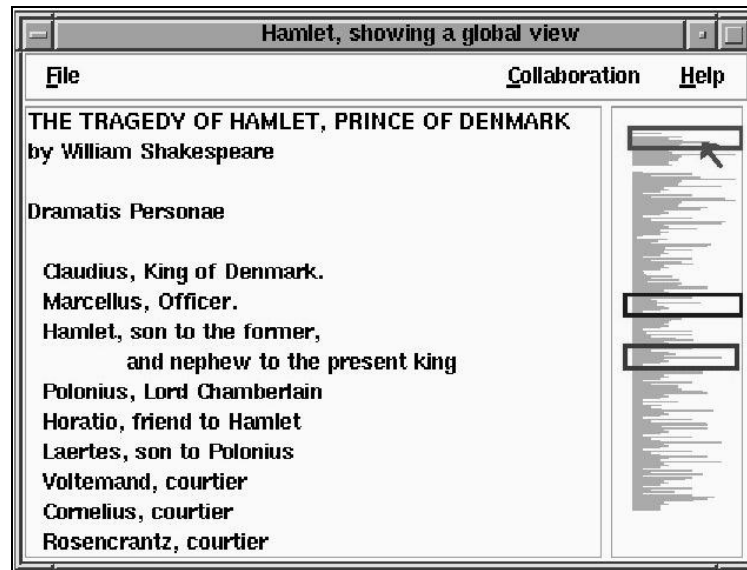 Hamlet, showing a global view
File Collaboration Help
THE TRAGEDY OF HAMLET, PRINCE OF DENMARK
by William Shakespeare
Dramatis Personae
Claudius, King of Denmark.
Marcellus, Officer.
Hamlet, son to the former,
and nephew to the present king
Polonius, Lord Chamberlain
Horatio, friend to Hamlet
Laertes, son to Polonius
Voltemand, courtier
Cornelius, courtier
Rosencrantz, courtier